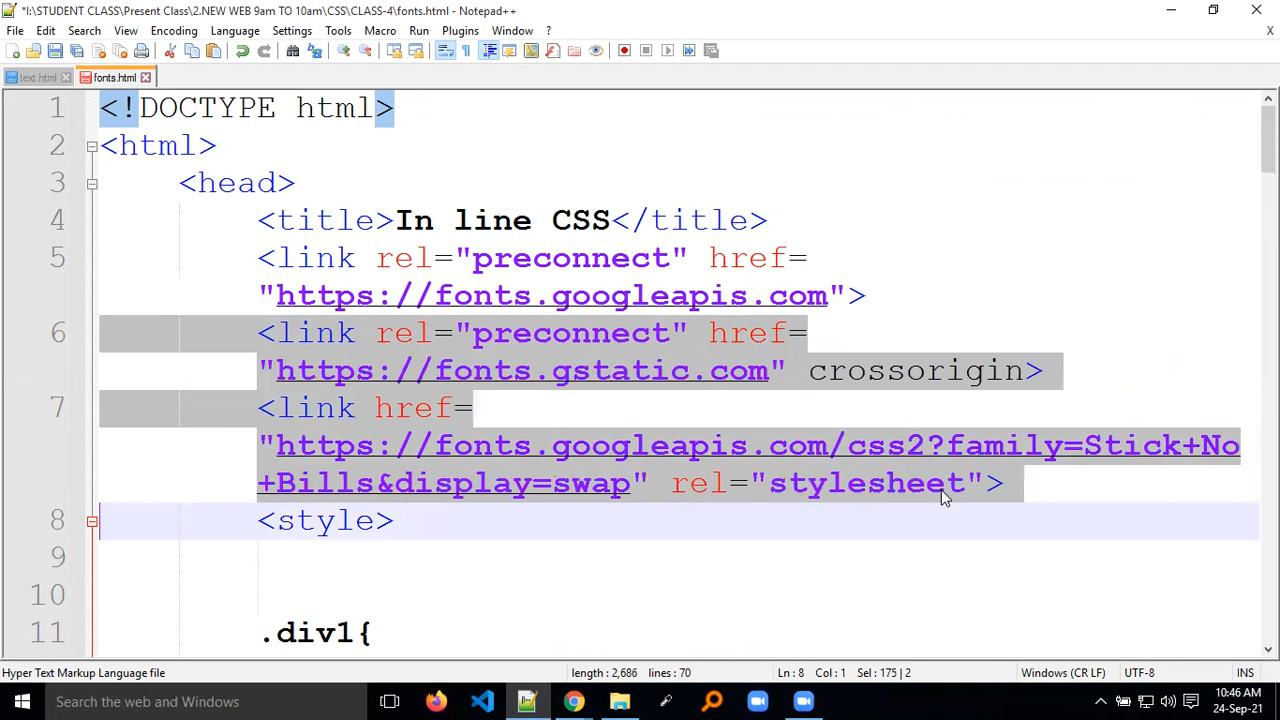 *I:\STUDENT CLASS\Present Class\2.NEW WEB 9am TO 10am\CSS\CLASS-4\fonts.html - Notepad++
File Edit Search View Encoding Language Settings Tools Macro Run Plugins Window ? X
text.html fonts.html
1 <!DOCTYPE html>
2 <html>
3 <head>
4 <title>In line CSS</title>
5 <link rel="preconnect" href=
"https://fonts.googleapis.com">
6 <link rel="preconnect" href=
"https://fonts.gstatic.com" crossorigin>
7 <link href=
"https://fonts.googleapis.com/css2?family=Stick+No
+Bills&display=swap" rel="stylesheet">
8 <style>
9
10
11 .div1{
Hyper Text Markup Language file length : 2,686 lines : 70 Ln : 8 Col : 1 Sel : 175 | 2 Windows (CR LF) UTF-8 INS
Search the web and Windows
10:46 AM
24-Sep-21